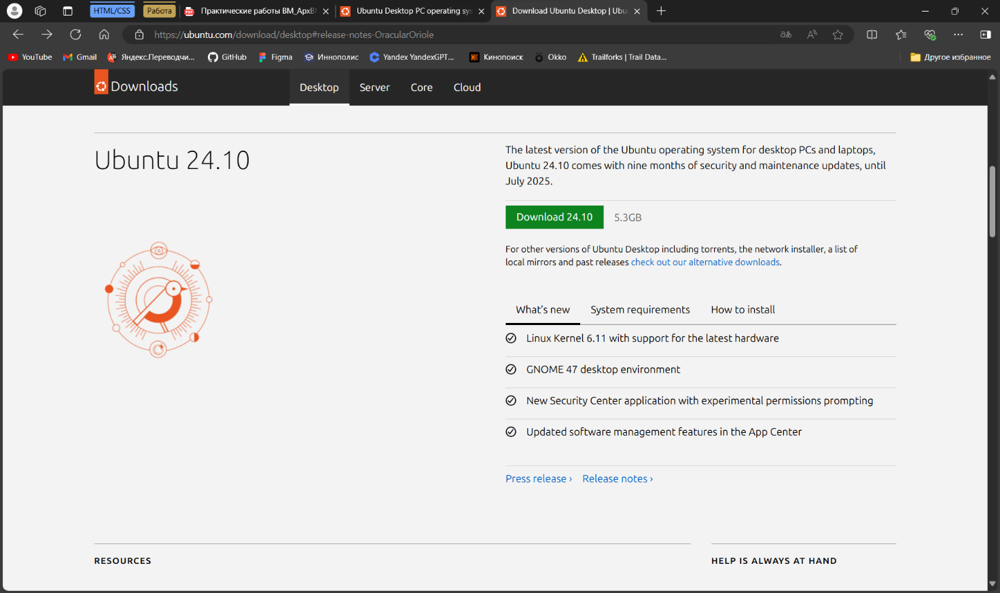 HTML/CSS
Работа
Практические работы ВМ_АрхВ
Ubuntu Desktop PC operating sys
Download Ubuntu Desktop | Ubu
https://ubuntu.com/download/desktop#release-notes-OracularOriole
YouTube
Gmail
Яндекс.Переводчи...
GitHub
Figma
Иннополис
Yandex YandexGPT...
Кинопоиск
Okko
Trailforks | Trail Data...
Другое избранное
Downloads
Desktop
Server
Core
Cloud
Ubuntu 24.10
The latest version of the Ubuntu operating system for desktop PCs and laptops,
Ubuntu 24.10 comes with nine months of security and maintenance updates, until
July 2025.
Download 24.10
5.3GB
For other versions of Ubuntu Desktop including torrents, the network installer, a list of
local mirrors and past releases check out our alternative downloads.
What's new
System requirements
How to install
Linux Kernel 6.11 with support for the latest hardware
GNOME 47 desktop environment
New Security Center application with experimental permissions prompting
Updated software management features in the App Center
Press release ›
Release notes ›
RESOURCES
HELP IS ALWAYS AT HAND